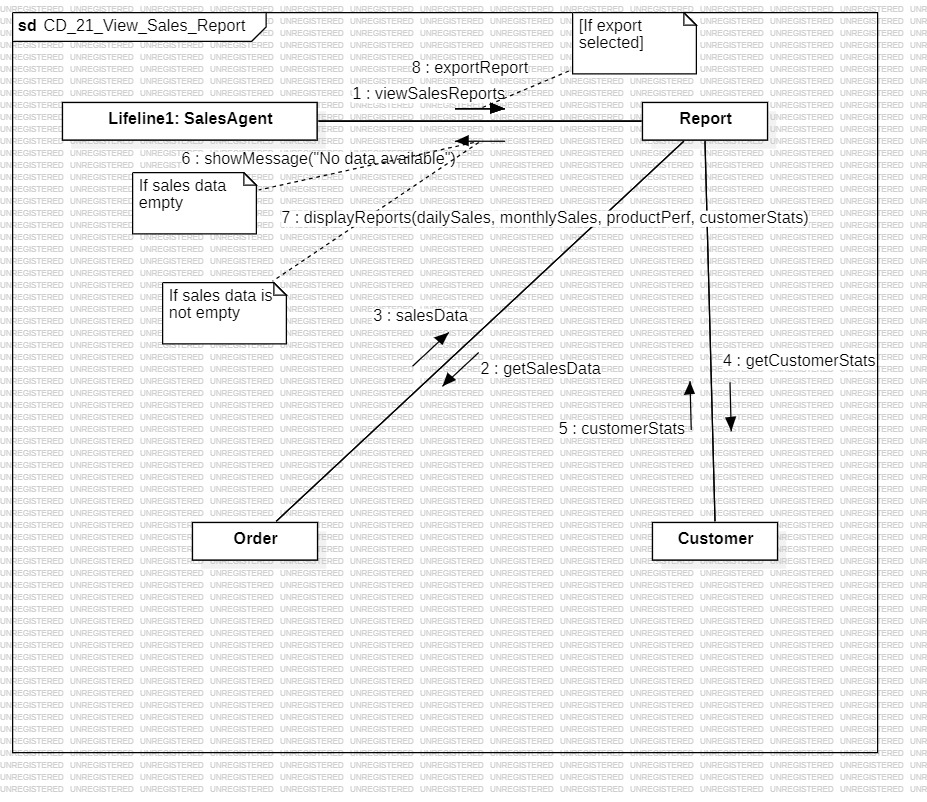 sd CD_21_View_Sales_Report
[If export
selected]
8 : exportReport
1 : viewSalesReports
Lifeline1: SalesAgent
Report
6 : showMessage("No data available")
If sales data
empty
7 : displayReports(dailySales, monthlySales, productPerf, customerStats)
If sales data is
not empty
3 : salesData
2 : getSalesData
4 : getCustomerStats
5 : customerStats
Order
Customer
UNREGISTERED